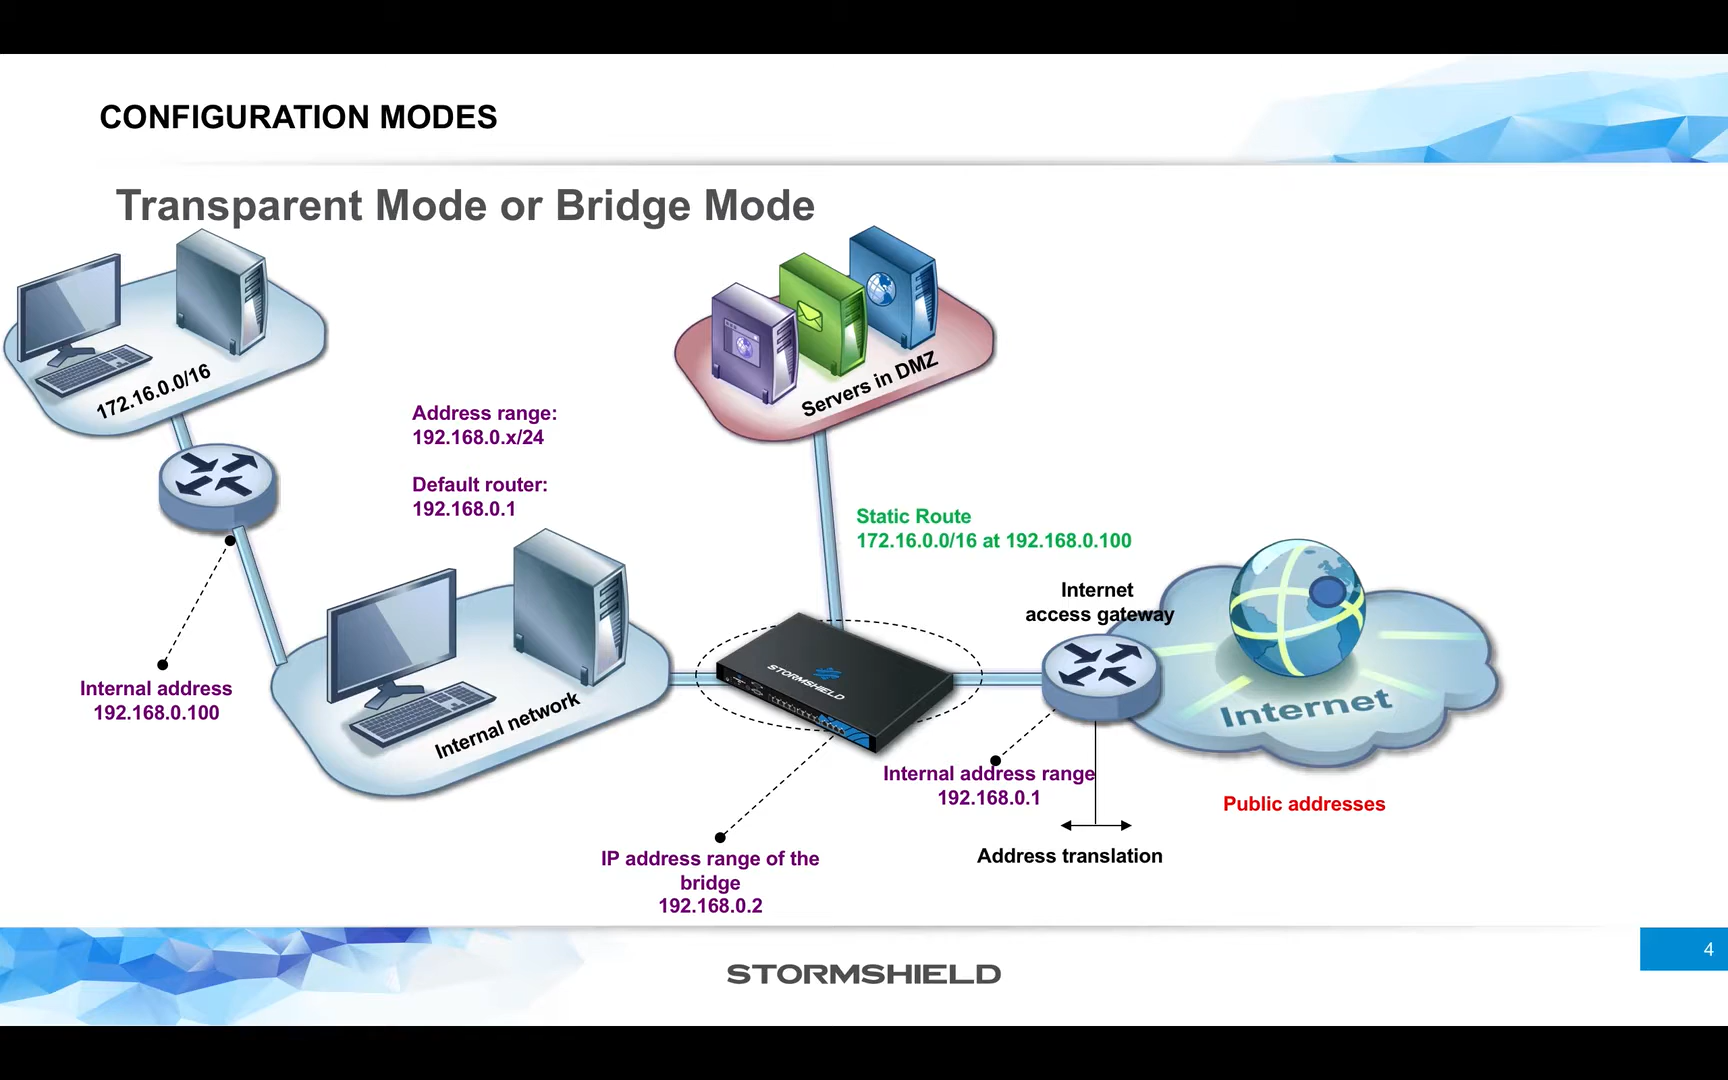 CONFIGURATION MODES
Transparent Mode or Bridge Mode
172.16.0.0/16
Servers in DMZ
Address range:
192.168.0.x/24
Default router:
192.168.0.1
Static Route
172.16.0.0/16 at 192.168.0.100
Internet
access gateway
Internal address
192.168.0.100
Internal network
STORMSHIELD
Internet
Internal address range
192.168.0.1
Public addresses
Address translation
IP address range of the
bridge
192.168.0.2
STORMSHIELD
4